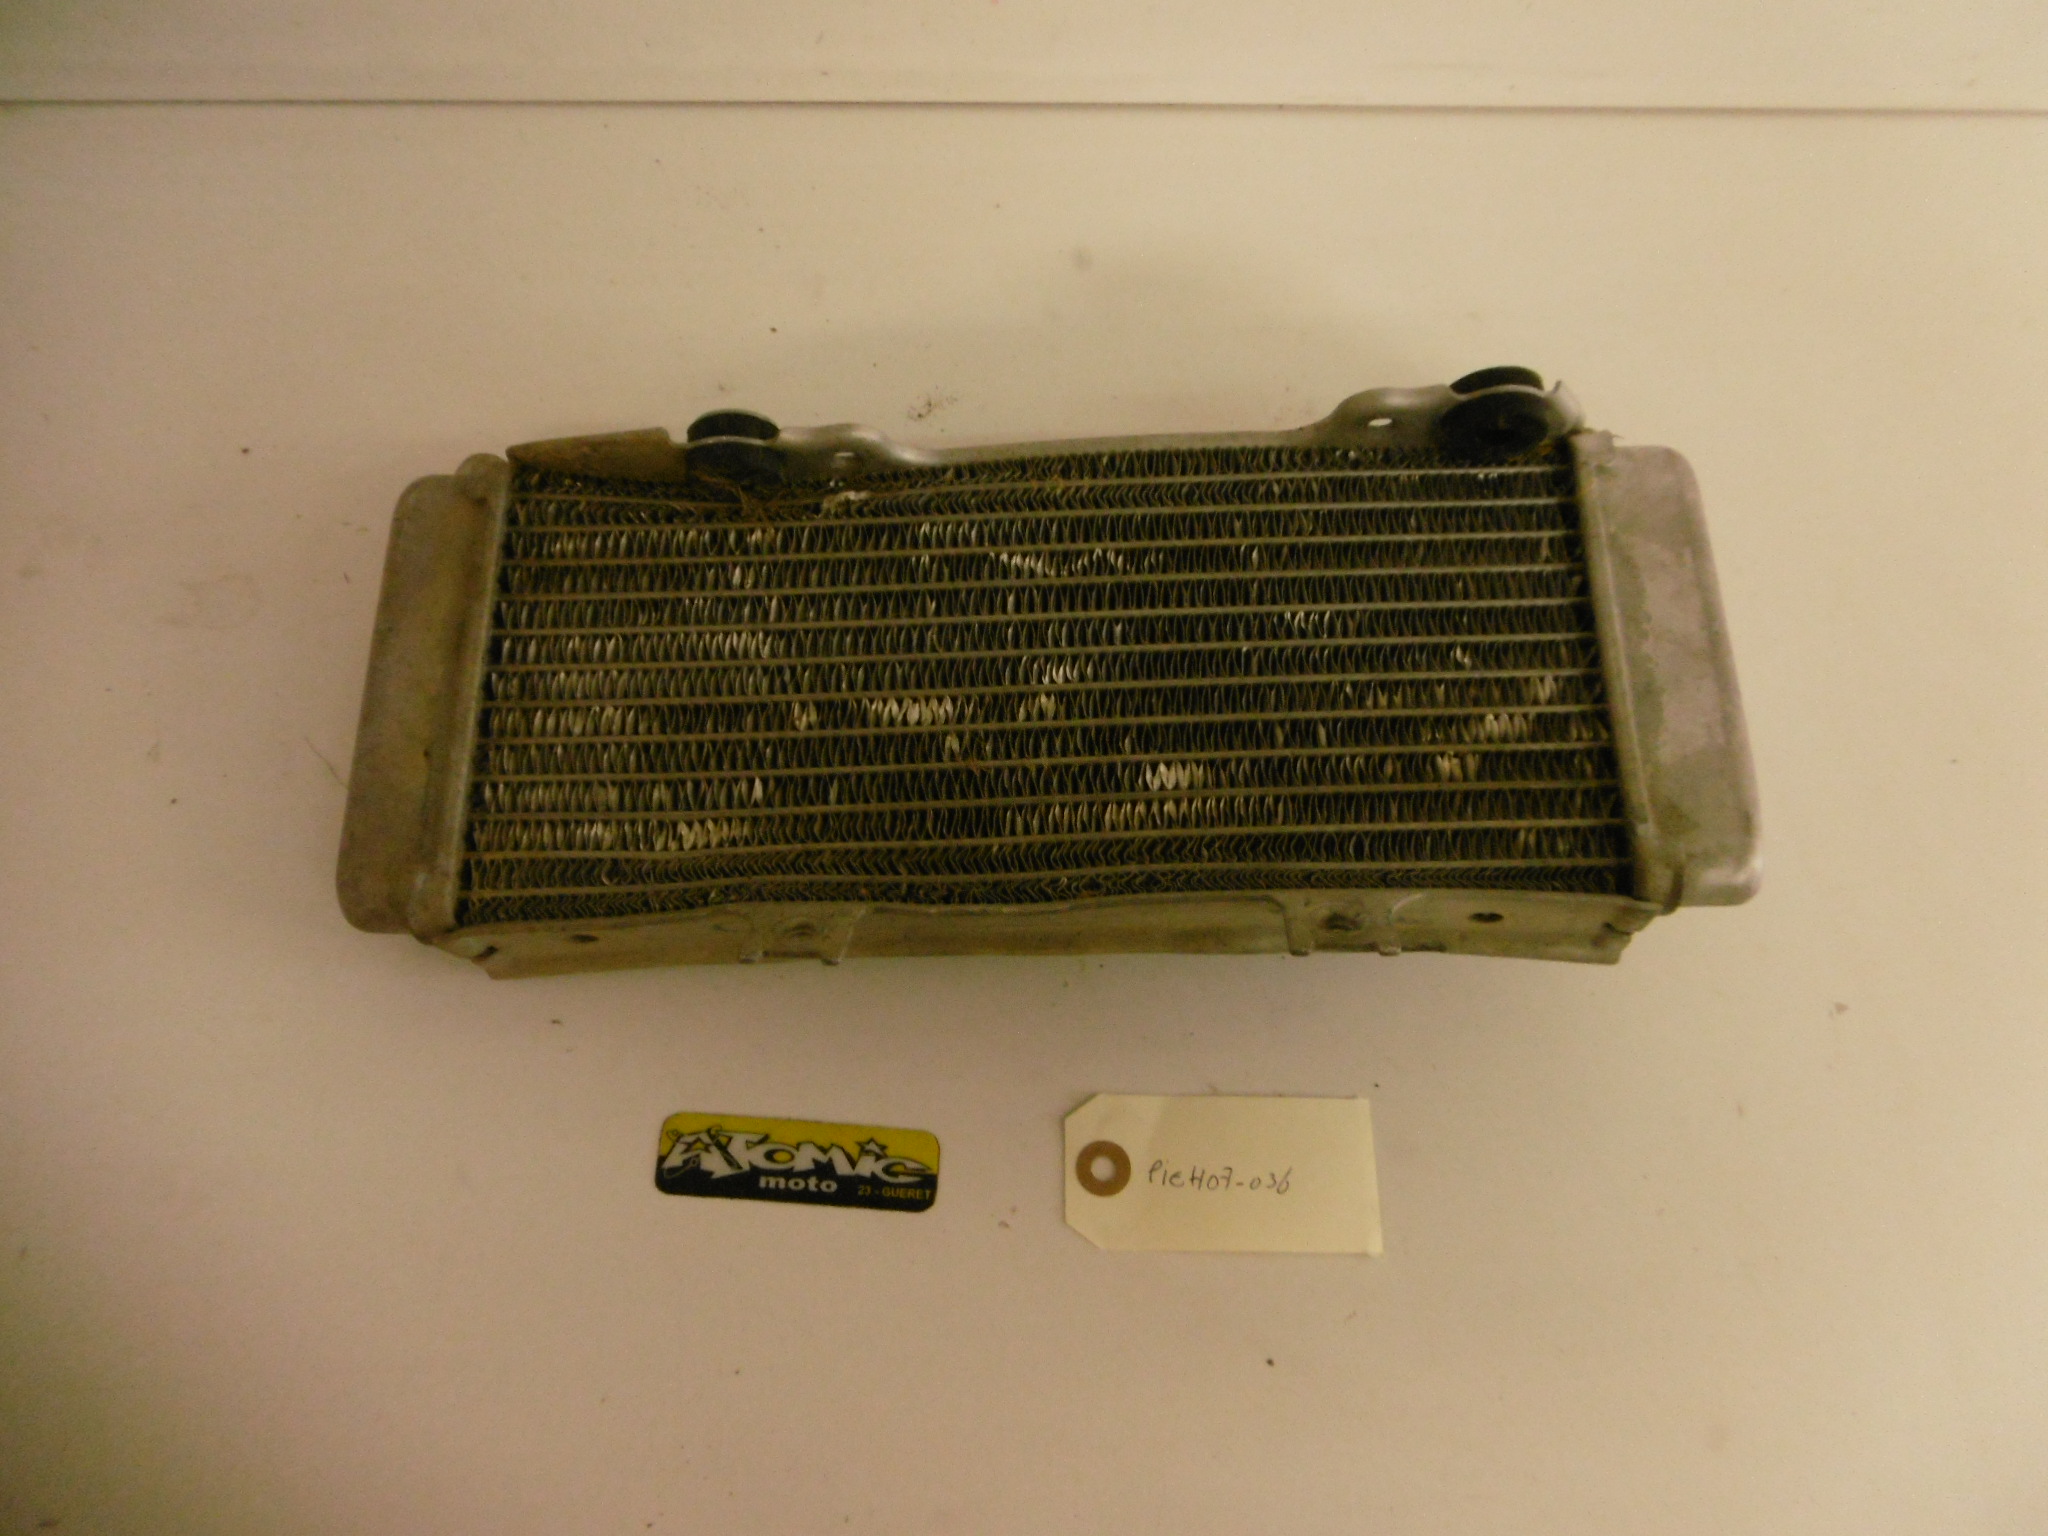 ATOMIC
moto
23 - GUERET
PieH07-036